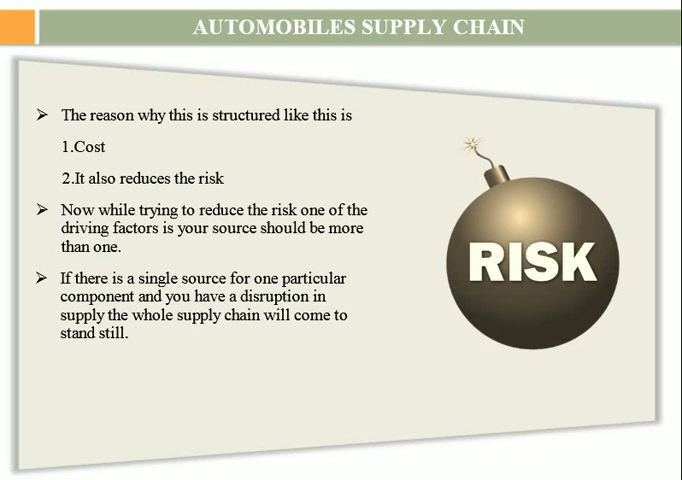 AUTOMOBILES SUPPLY CHAIN
➢ The reason why this is structured like this is
1.Cost
2.It also reduces the risk
➢ Now while trying to reduce the risk one of the
driving factors is your source should be more
than one.
➢ If there is a single source for one particular
component and you have a disruption in
supply the whole supply chain will come to
stand still.
RISK